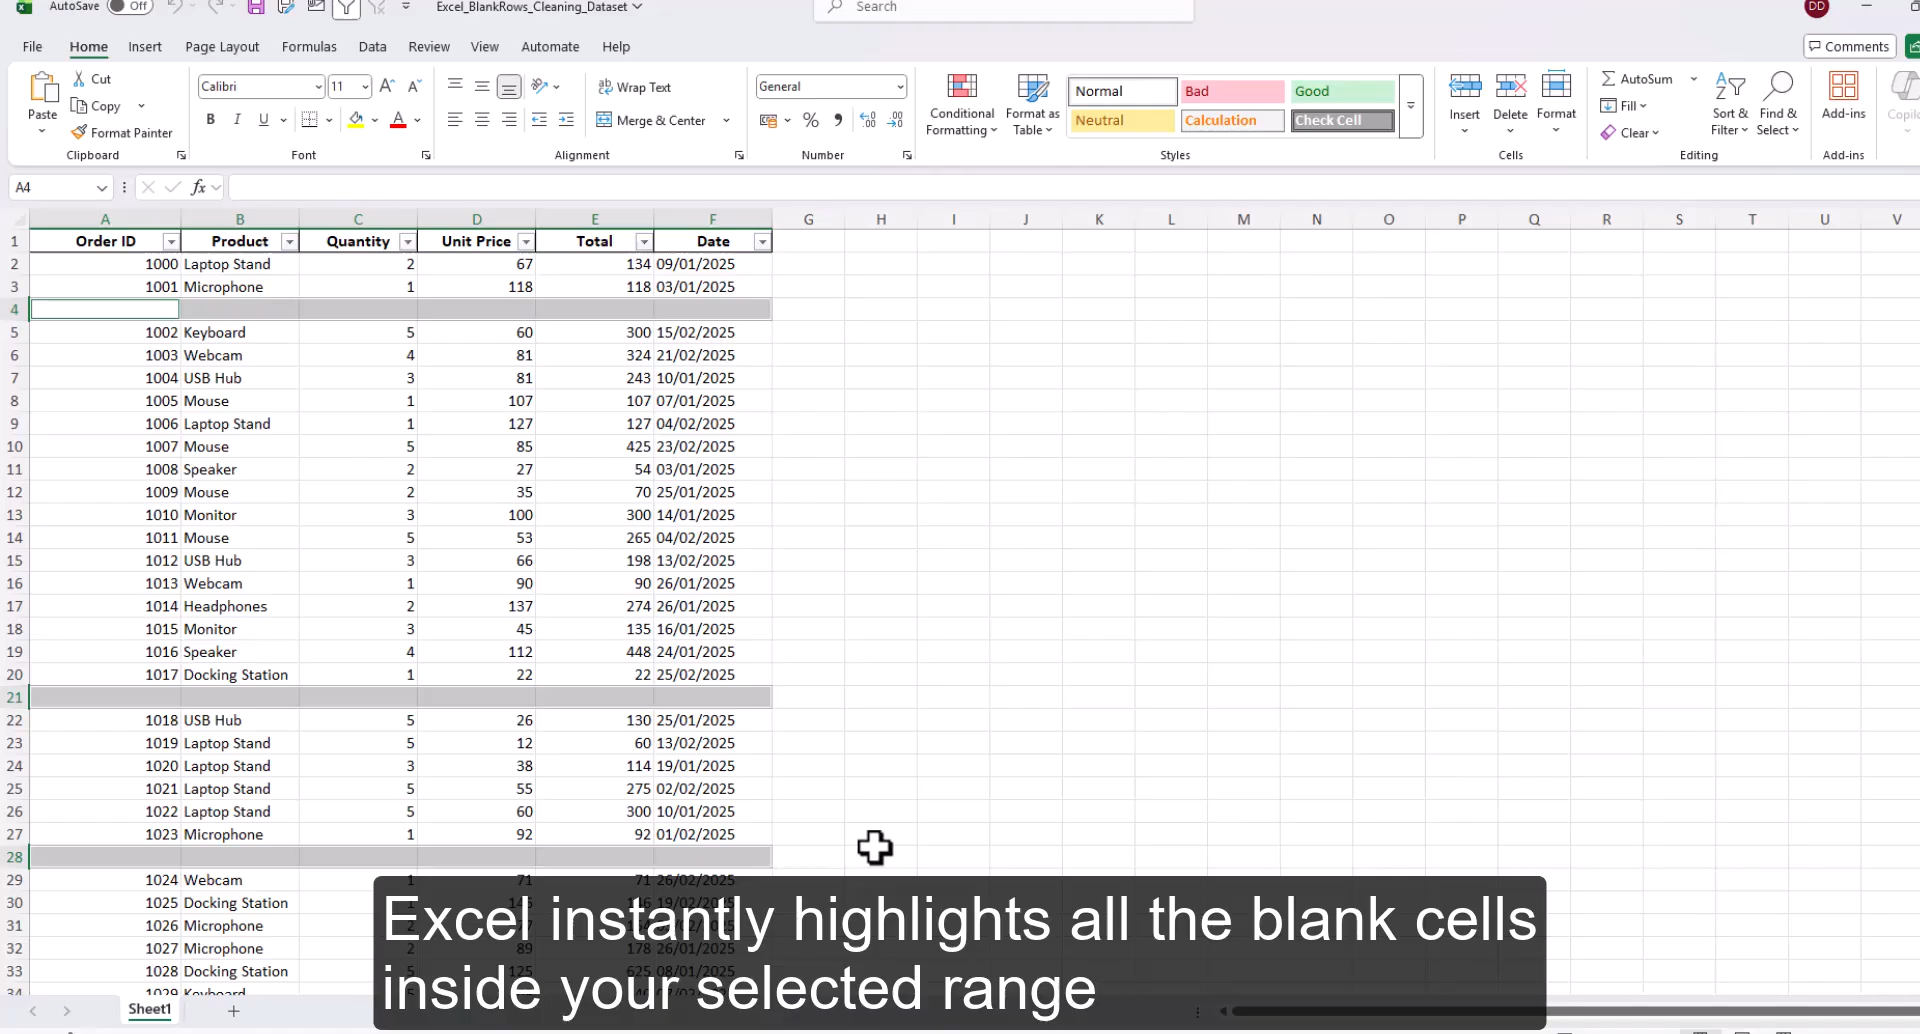 AutoSave Off Excel_BlankRows_Cleaning_Dataset Search DD
File Home Insert Page Layout Formulas Data Review View Automate Help Comments
Paste
Cut
Copy
Format Painter
Clipboard
Calibri 11
B I U
Font
Wrap Text
Merge & Center
Alignment
General
Number
Conditional Formatting
Format as Table
Normal Bad Good
Neutral Calculation Check Cell
Styles
Insert Delete Format
Cells
AutoSum
Fill
Clear
Sort & Filter
Find & Select
Editing
Add-ins
Add-ins
A4 fx
A B C D E F G H I J K L M N O P Q R S T U V
1 Order ID Product Quantity Unit Price Total Date
2 1000 Laptop Stand 2 67 134 09/01/2025
3 1001 Microphone 1 118 118 03/01/2025
4
5 1002 Keyboard 5 60 300 15/02/2025
6 1003 Webcam 4 81 324 21/02/2025
7 1004 USB Hub 3 81 243 10/01/2025
8 1005 Mouse 1 107 107 07/01/2025
9 1006 Laptop Stand 1 127 127 04/02/2025
10 1007 Mouse 5 85 425 23/02/2025
11 1008 Speaker 2 27 54 03/01/2025
12 1009 Mouse 2 35 70 25/01/2025
13 1010 Monitor 3 100 300 14/01/2025
14 1011 Mouse 5 53 265 04/02/2025
15 1012 USB Hub 3 66 198 13/02/2025
16 1013 Webcam 1 90 90 26/01/2025
17 1014 Headphones 2 137 274 26/01/2025
18 1015 Monitor 3 45 135 16/01/2025
19 1016 Speaker 4 112 448 24/01/2025
20 1017 Docking Station 1 22 22 25/02/2025
21
22 1018 USB Hub 5 26 130 25/01/2025
23 1019 Laptop Stand 5 12 60 13/02/2025
24 1020 Laptop Stand 3 38 114 19/01/2025
25 1021 Laptop Stand 5 55 275 02/02/2025
26 1022 Laptop Stand 5 60 300 10/01/2025
27 1023 Microphone 1 92 92 01/02/2025
28
29 1024 Webcam 1 71 71 26/02/2025
30 1025 Docking Station
31 1026 Microphone
32 1027 Microphone 89 178 26/01/2025
33 1028 Docking Station 5 125 625 08/01/2025
34 1029 Keyboard
Excel instantly highlights all the blank cells
inside your selected range
Sheet1